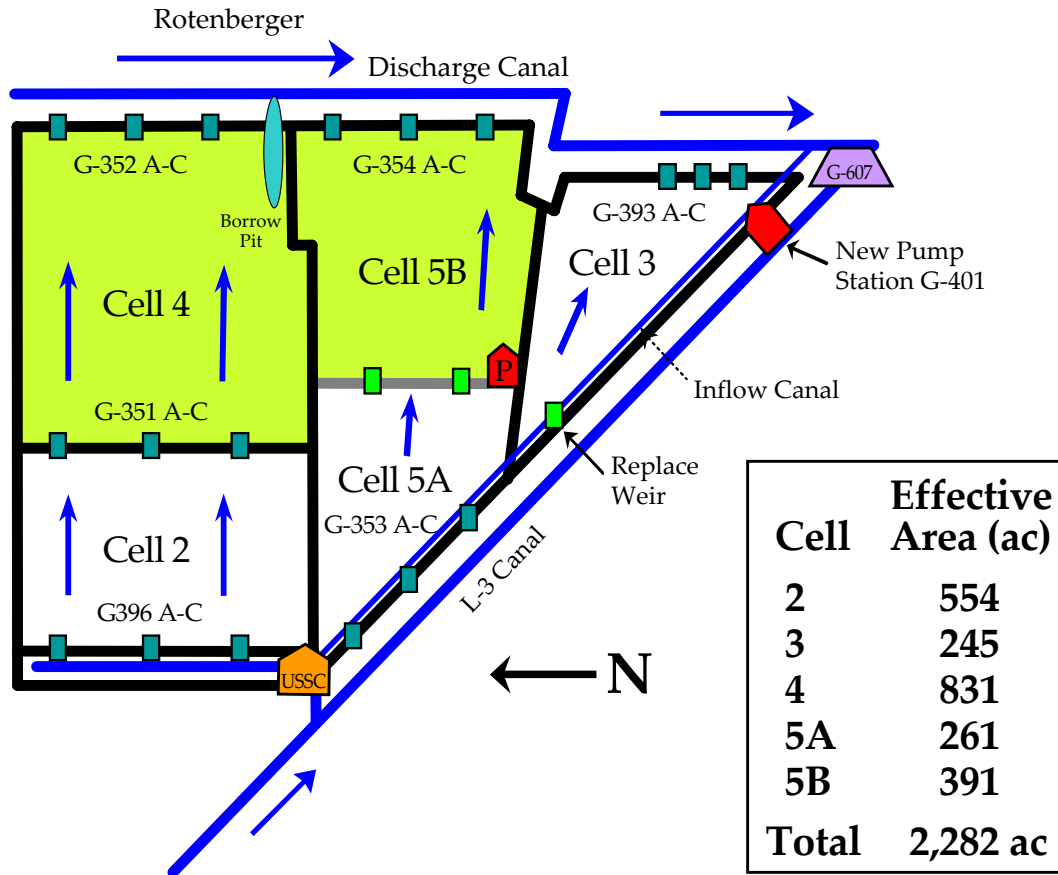 Rotenberger
Discharge Canal
G-352 A-C
G-354 A-C
G-607
G-393 A-C
Borrow
Pit
New Pump
Station G-401
Cell 5B
Cell 3
Cell 4
P
Inflow Canal
G-351 A-C
Replace
Weir
Cell 5A
G-353 A-C
L-3 Canal
Cell 2
G396 A-C
USSC
N
Effective
Cell Area (ac)
2 554
3 245
4 831
5A 261
5B 391
Total 2,282 ac